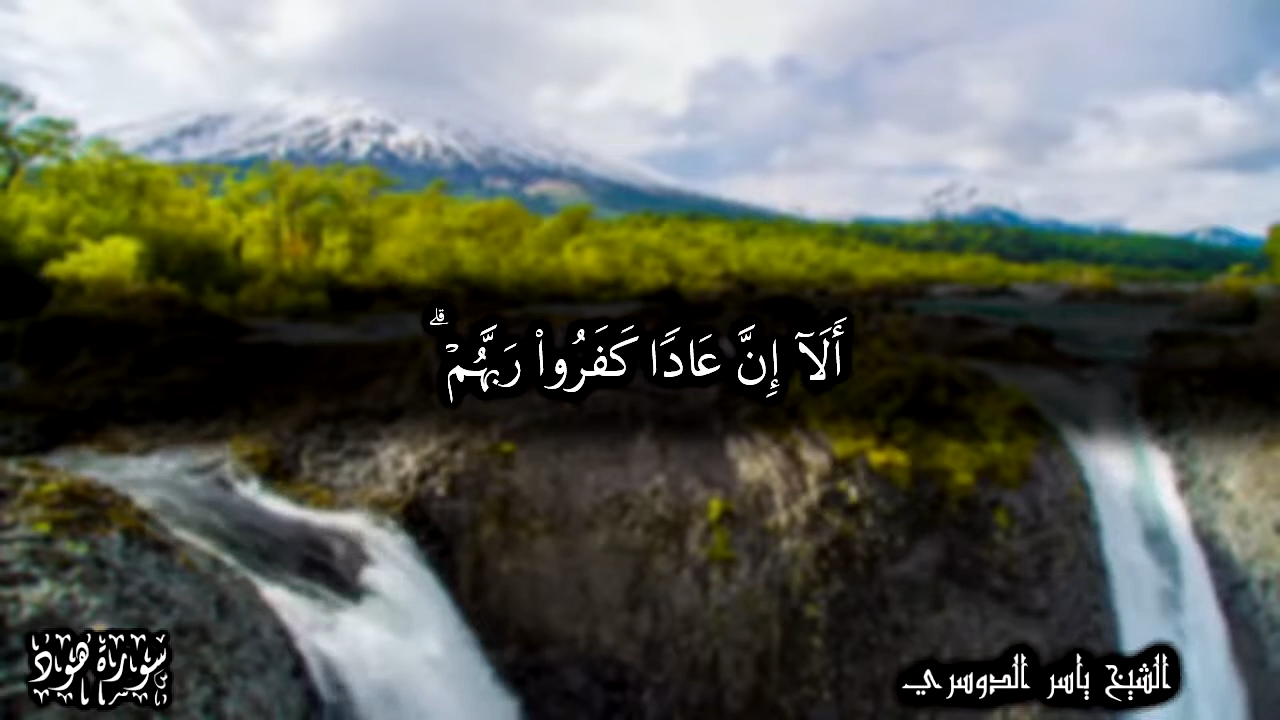 أَلَآ إِنَّ عَادًا كَفَرُوا۟ رَبَّهُمْ ۗ
سورة هود
الشيخ ياسر الدوسري